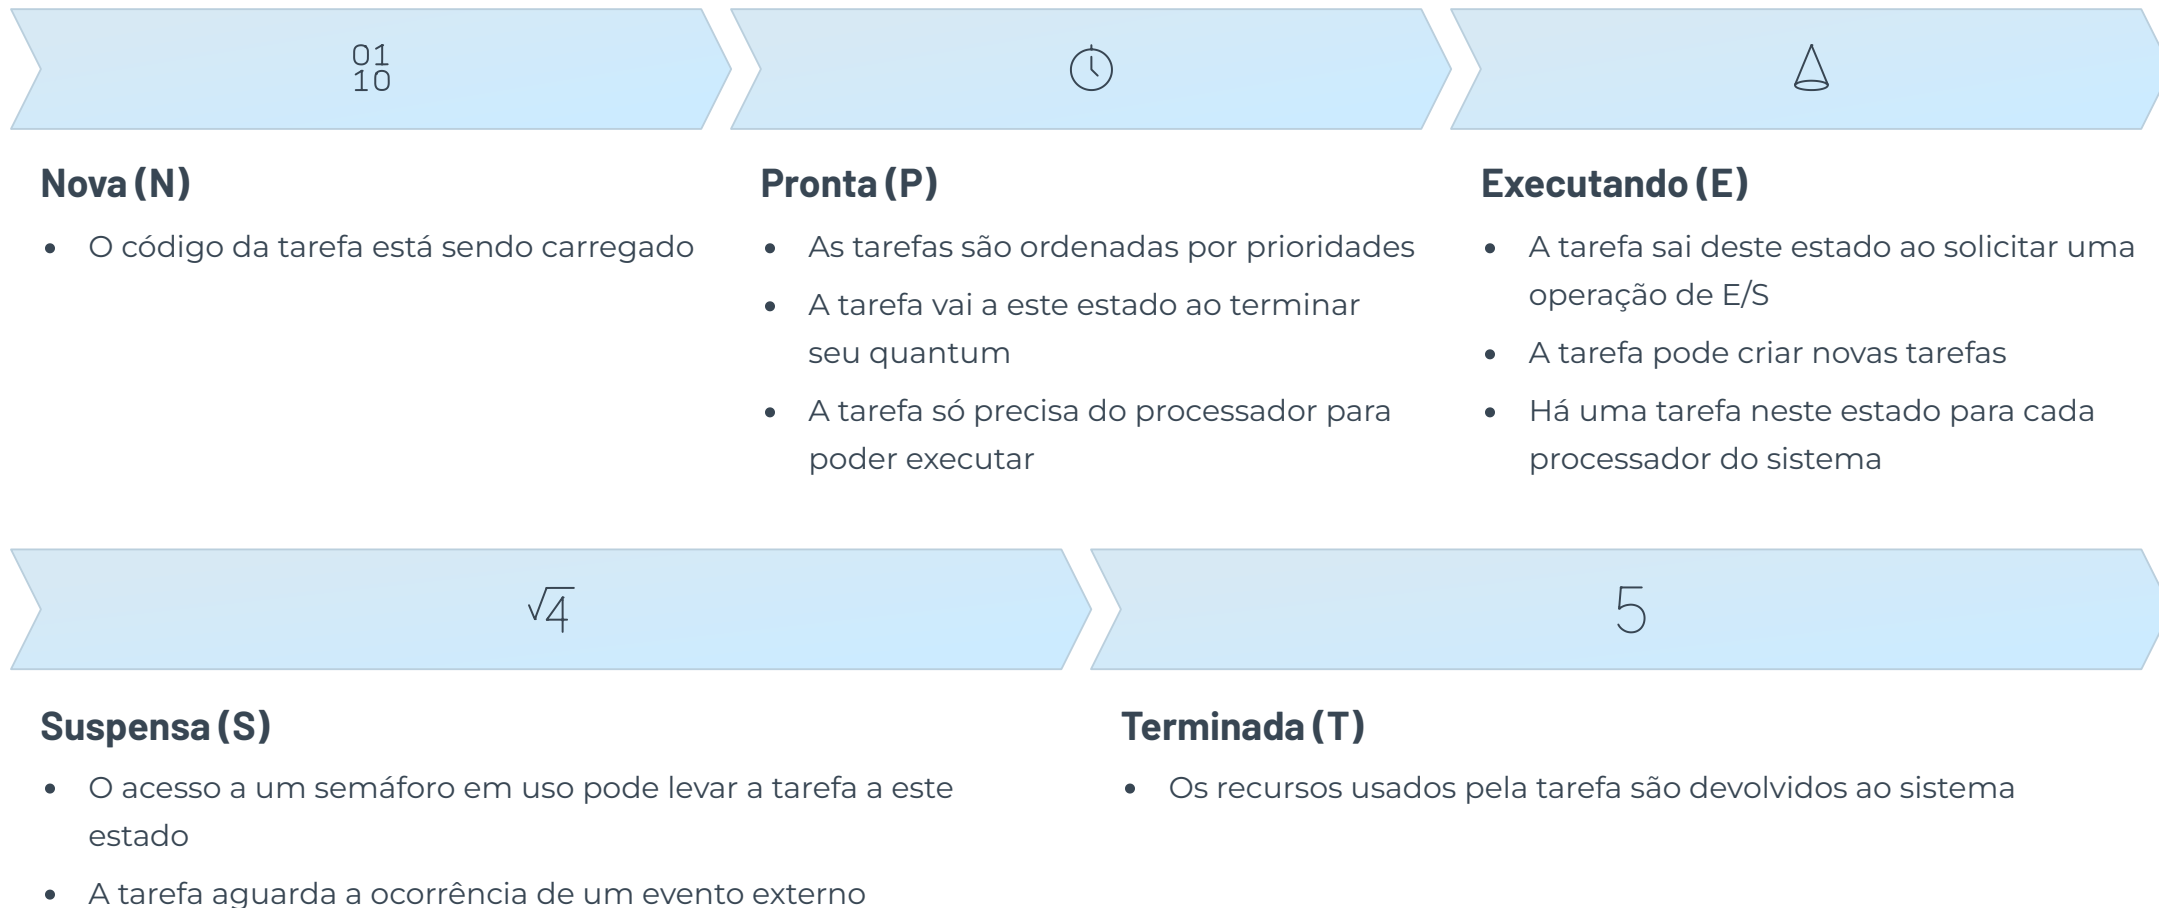 01
10
Nova (N)
• O código da tarefa está sendo carregado
Pronta (P)
• As tarefas são ordenadas por prioridades
• A tarefa vai a este estado ao terminar
seu quantum
• A tarefa só precisa do processador para
poder executar
Executando (E)
• A tarefa sai deste estado ao solicitar uma
operação de E/S
• A tarefa pode criar novas tarefas
• Há uma tarefa neste estado para cada
processador do sistema
√4
Suspensa (S)
• O acesso a um semáforo em uso pode levar a tarefa a este
estado
• A tarefa aguarda a ocorrência de um evento externo
5
Terminada (T)
• Os recursos usados pela tarefa são devolvidos ao sistema